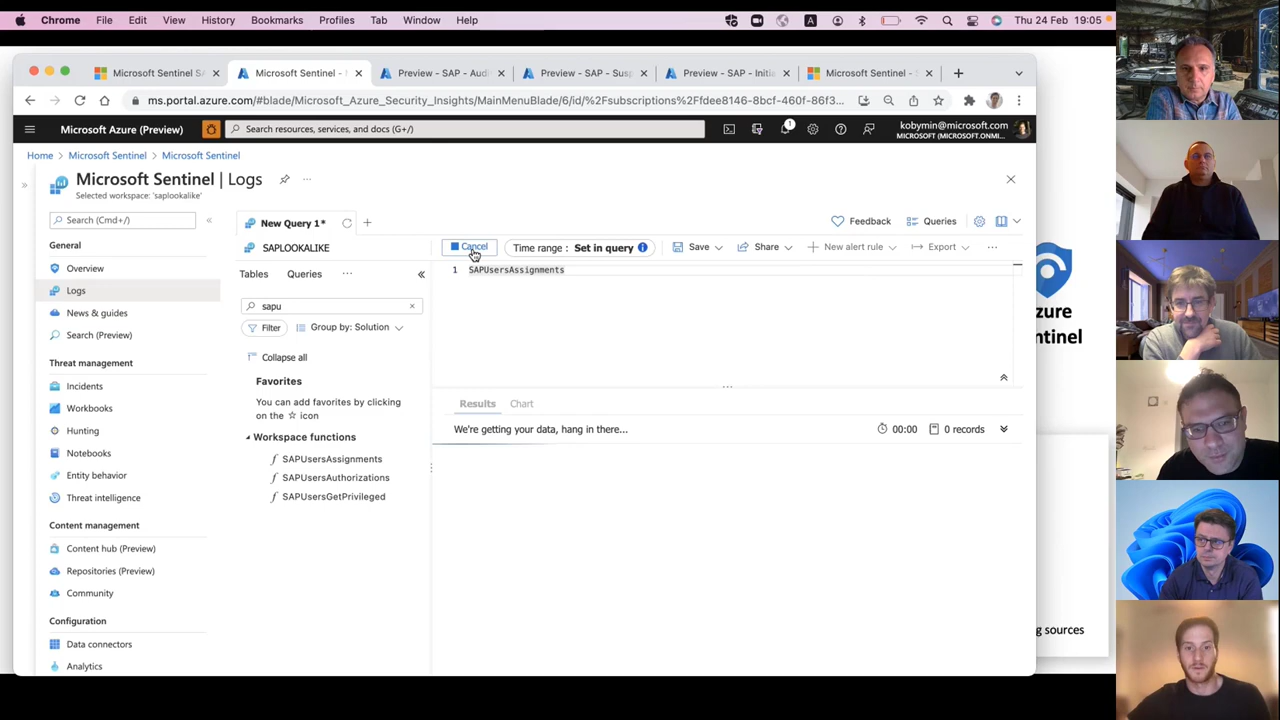 Chrome File Edit View History Bookmarks Profiles Tab Window Help
A Thu 24 Feb 19:05
Microsoft Sentinel SA
Microsoft Sentinel -
Preview - SAP - Aud
Preview - SAP - Sus
Preview - SAP - Initia
Microsoft Sentinel -
ms.portal.azure.com/#blade/Microsoft_Azure_Security_Insights/MainMenuBlade/6/id/%2Fsubscriptions%2Ffdee8146-8bcf-460f-86f3...
Microsoft Azure (Preview)
Search resources, services, and docs (G+/)
1
kobymin@microsoft.com
MICROSOFT (MICROSOFT.ONMI...
Home > Microsoft Sentinel > Microsoft Sentinel
Microsoft Sentinel | Logs
...
Selected workspace: 'saplookalike'
Search (Cmd+/)
General
Overview
Logs
News & guides
Search (Preview)
Threat management
Incidents
Workbooks
Hunting
Notebooks
Entity behavior
Threat intelligence
Content management
Content hub (Preview)
Repositories (Preview)
Community
Configuration
Data connectors
Analytics
New Query 1*
Feedback
Queries
SAPLOOKALIKE
Cancel
Time range : Set in query
Save
Share
New alert rule
Export
...
Tables Queries ...
sapu
Filter
Group by: Solution
Collapse all
Favorites
You can add favorites by clicking
on the ☆ icon
Workspace functions
SAPUsersAssignments
SAPUsersAuthorizations
SAPUsersGetPrivileged
1 SAPUsersAssignments
...
Results Chart
We're getting your data, hang in there...
00:00
0 records
zure
ntinel
g sources